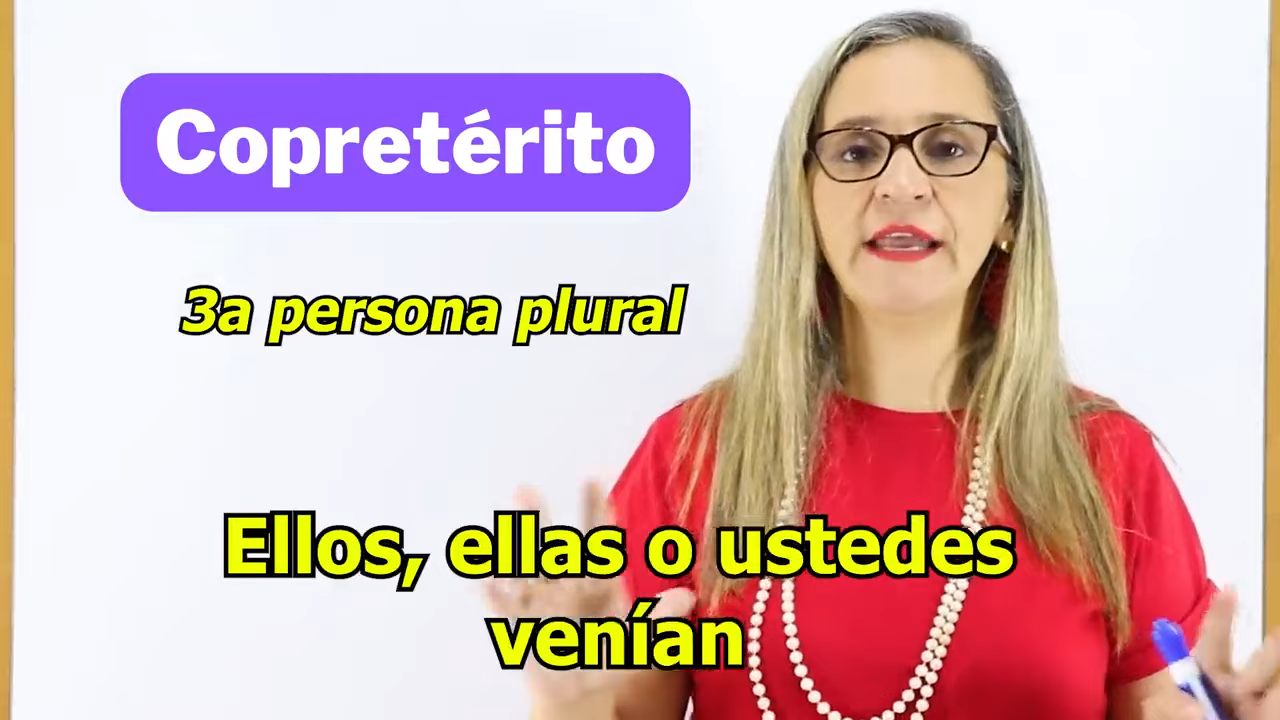 Copretérito
3a persona plural
Ellos, ellas o ustedes
venían